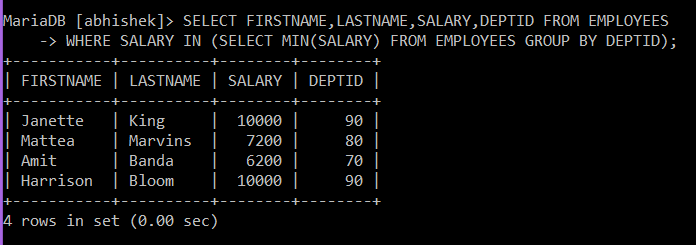 MariaDB [abhishek]> SELECT FIRSTNAME,LASTNAME,SALARY,DEPTID FROM EMPLOYEES
    -> WHERE SALARY IN (SELECT MIN(SALARY) FROM EMPLOYEES GROUP BY DEPTID);
+-----------+----------+--------+--------+
| FIRSTNAME | LASTNAME | SALARY | DEPTID |
+-----------+----------+--------+--------+
| Janette   | King     |  10000 |     90 |
| Mattea    | Marvins  |   7200 |     80 |
| Amit      | Banda    |   6200 |     70 |
| Harrison  | Bloom    |  10000 |     90 |
+-----------+----------+--------+--------+
4 rows in set (0.00 sec)